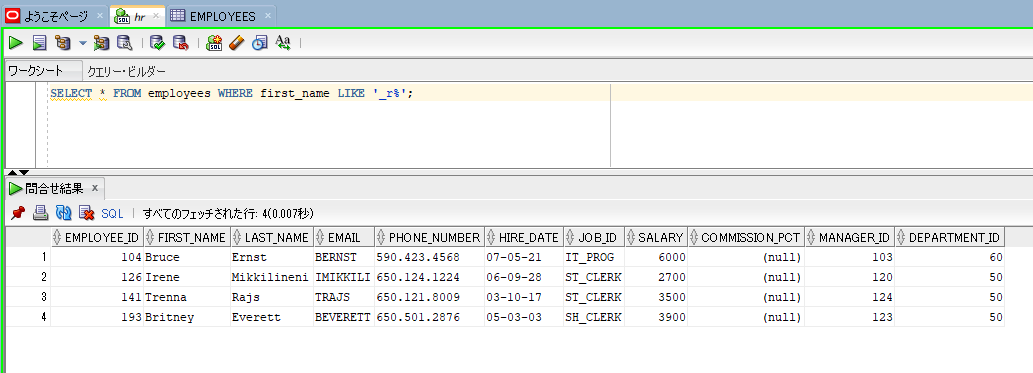 ようこそページ hr EMPLOYEES
SQL
ワークシート クエリー・ビルダー
SELECT * FROM employees WHERE first_name LIKE '_r%';
問合せ結果 x
SQL すべてのフェッチされた行: 4(0.007秒)
EMPLOYEE_ID FIRST_NAME LAST_NAME EMAIL PHONE_NUMBER HIRE_DATE JOB_ID SALARY COMMISSION_PCT MANAGER_ID DEPARTMENT_ID
1 104 Bruce Ernst BERNST 590.423.4568 07-05-21 IT_PROG 6000 (null) 103 60
2 126 Irene Mikkilineni IMIKKILI 650.124.1224 06-09-28 ST_CLERK 2700 (null) 120 50
3 141 Trenna Rajs TRAJS 650.121.8009 03-10-17 ST_CLERK 3500 (null) 124 50
4 193 Britney Everett BEVERETT 650.501.2876 05-03-03 SH_CLERK 3900 (null) 123 50